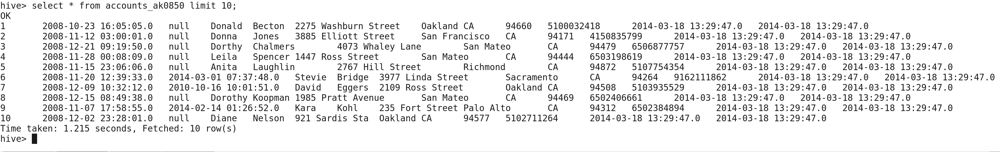 hive> select * from accounts_ak0850 limit 10;
OK
1 2008-10-23 16:05:05.0 null Donald Becton 2275 Washburn Street Oakland CA 94660 5100032418 2014-03-18 13:29:47.0 2014-03-18 13:29:47.0
2 2008-11-12 03:00:01.0 null Donna Jones 3885 Elliott Street San Francisco CA 94171 4150835799 2014-03-18 13:29:47.0 2014-03-18 13:29:47.0
3 2008-12-21 09:19:50.0 null Dorthy Chalmers 4073 Whaley Lane San Mateo CA 94479 6506877757 2014-03-18 13:29:47.0 2014-03-18 13:29:47.0
4 2008-11-28 00:08:09.0 null Leila Spencer 1447 Ross Street San Mateo CA 94444 6503198619 2014-03-18 13:29:47.0 2014-03-18 13:29:47.0
5 2008-11-15 23:06:06.0 null Anita Laughlin 2767 Hill Street Richmond CA 94872 5107754354 2014-03-18 13:29:47.0 2014-03-18 13:29:47.0
6 2008-11-20 12:39:33.0 2014-03-01 07:37:48.0 Stevie Bridge 3977 Linda Street Sacramento CA 94264 9162111862 2014-03-18 13:29:47.0 2014-03-18 13:29:47.0
7 2008-12-09 10:32:12.0 2010-10-16 10:01:51.0 David Eggers 2109 Ross Street Oakland CA 94508 5103935529 2014-03-18 13:29:47.0 2014-03-18 13:29:47.0
8 2008-12-15 08:49:38.0 null Dorothy Koopman 1985 Pratt Avenue San Mateo CA 94469 6502406661 2014-03-18 13:29:47.0 2014-03-18 13:29:47.0
9 2008-11-07 17:58:55.0 2014-02-14 01:26:52.0 Kara Kohl 235 Fort Street Palo Alto CA 94312 6502384894 2014-03-18 13:29:47.0 2014-03-18 13:29:47.0
10 2008-12-02 23:28:01.0 null Diane Nelson 921 Sardis Sta Oakland CA 94577 5102711264 2014-03-18 13:29:47.0 2014-03-18 13:29:47.0
Time taken: 1.215 seconds, Fetched: 10 row(s)
hive>